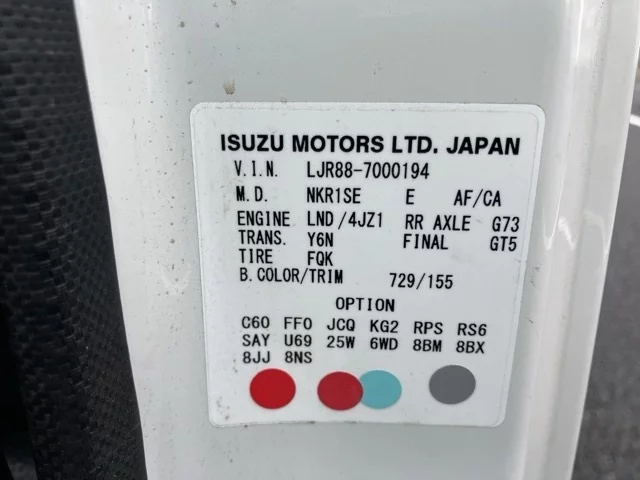 ISUZU MOTORS LTD. JAPAN
V.I.N. LJR88-7000194
M.D. NKR1SE E AF/CA
ENGINE LND/4JZ1 RR AXLE G73
TRANS. Y6N FINAL GT5
TIRE FQK
B.COLOR/TRIM 729/155
OPTION
C60 FF0 JCQ KG2 RPS RS6
SAY U69 25W 6WD 8BM 8BX
8JJ 8NS